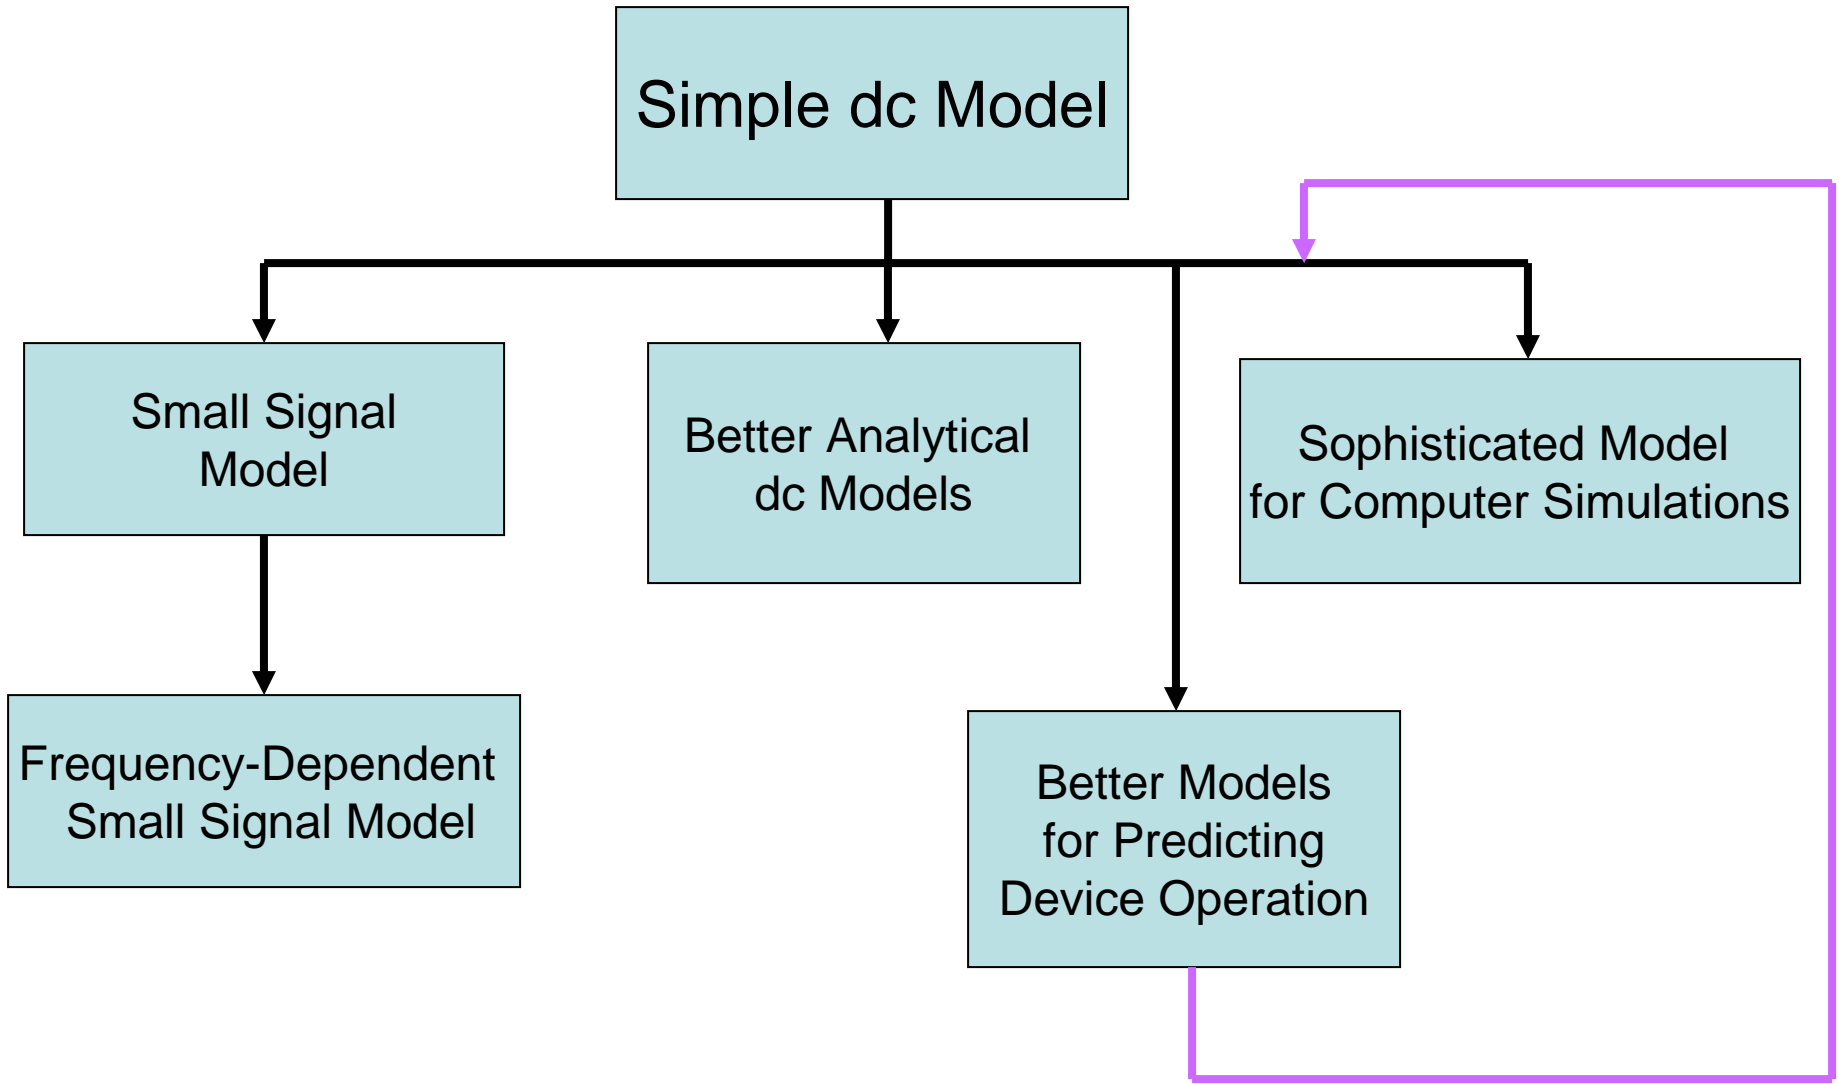 Simple dc Model
Small Signal
Model
Better Analytical
dc Models
Sophisticated Model
for Computer Simulations
Frequency-Dependent
Small Signal Model
Better Models
for Predicting
Device Operation